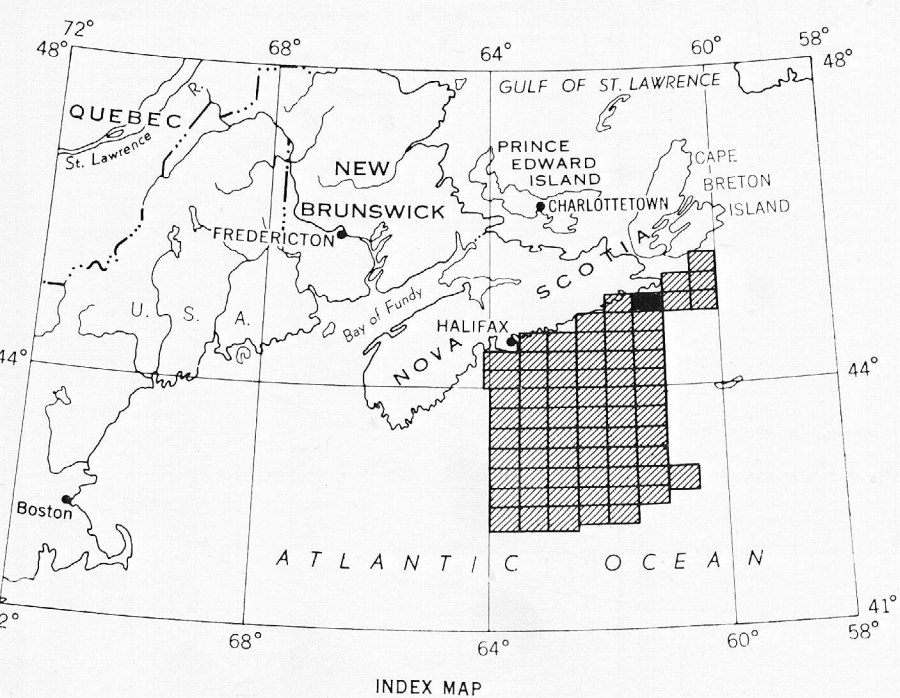 72°
48°
68°
64°
60°
58°
48°
GULF OF ST. LAWRENCE
R.
QUEBEC
St. Lawrence
NEW
BRUNSWICK
PRINCE
EDWARD
ISLAND
CHARLOTTETOWN
CAPE
BRETON
ISLAND
FREDERICTON
U. S. A.
Bay of Fundy
HALIFAX
NOVA SCOTIA
44°
44°
Boston
ATLANTIC OCEAN
2°
68°
64°
60°
41°
58°
INDEX MAP